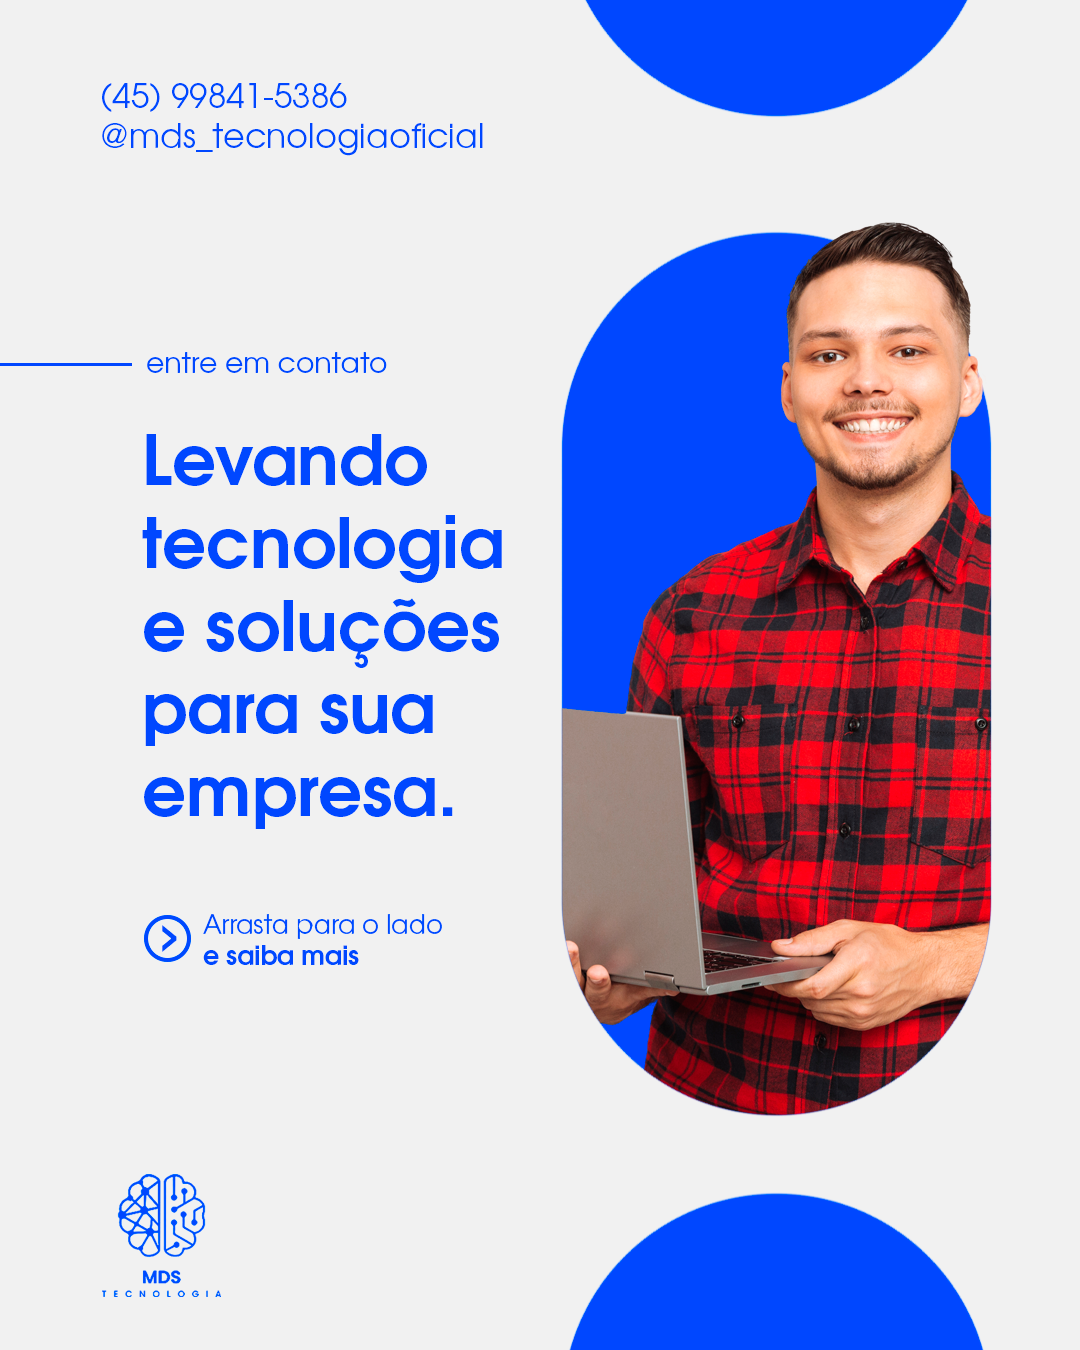 (45) 99841-5386
@mds_tecnologiaoficial
entre em contato
Levando
tecnologia
e soluções
para sua
empresa.
Arrasta para o lado
e saiba mais
MDS
TECNOLOGIA